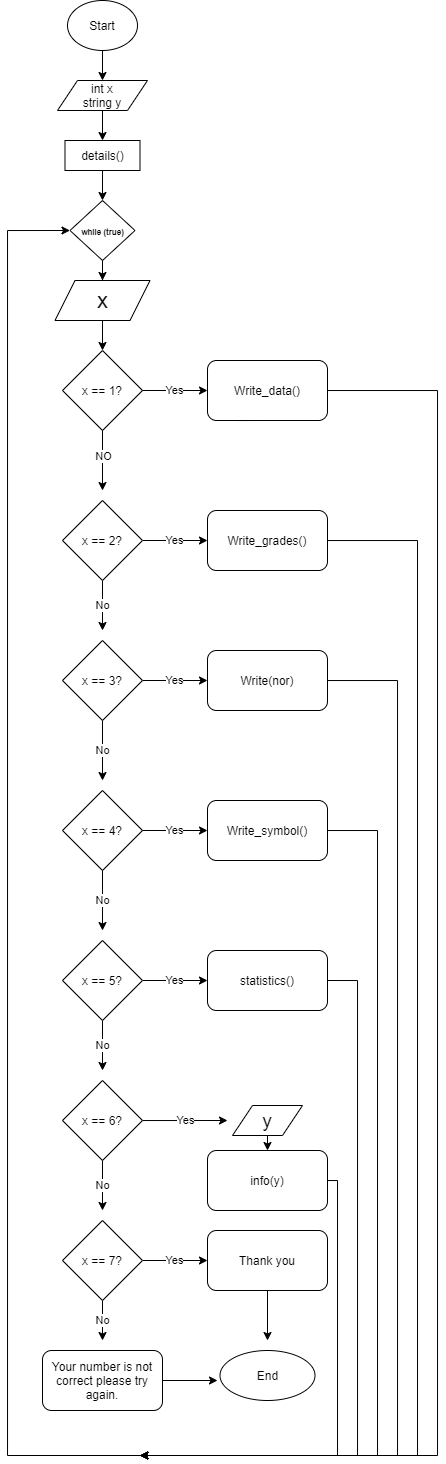 Start
int x
string y
details()
while (true)
x
x == 1?
Yes
Write_data()
NO
x == 2?
Yes
Write_grades()
No
x == 3?
Yes
Write(nor)
No
x == 4?
Yes
Write_symbol()
No
x == 5?
Yes
statistics()
No
x == 6?
Yes
y
info(y)
No
x == 7?
Yes
Thank you
No
Your number is not
correct please try
again.
End